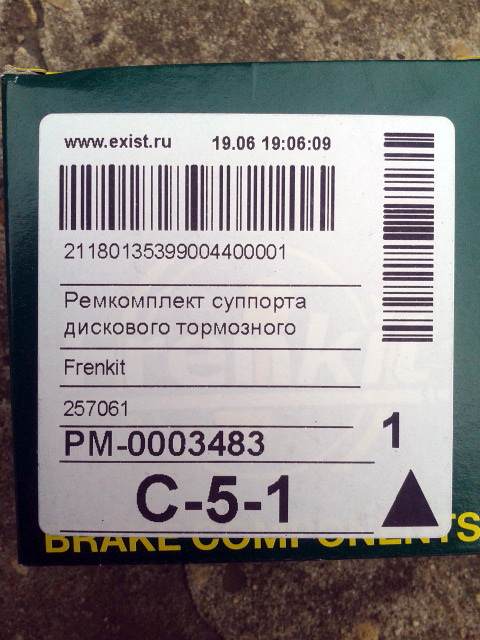 www.exist.ru 19.06 19:06:09
21180135399004400001
Ремкомплект суппорта
дискового тормозного
Frenkit
257061
PM-0003483
1
C-5-1
BRAKE COMPONENTS